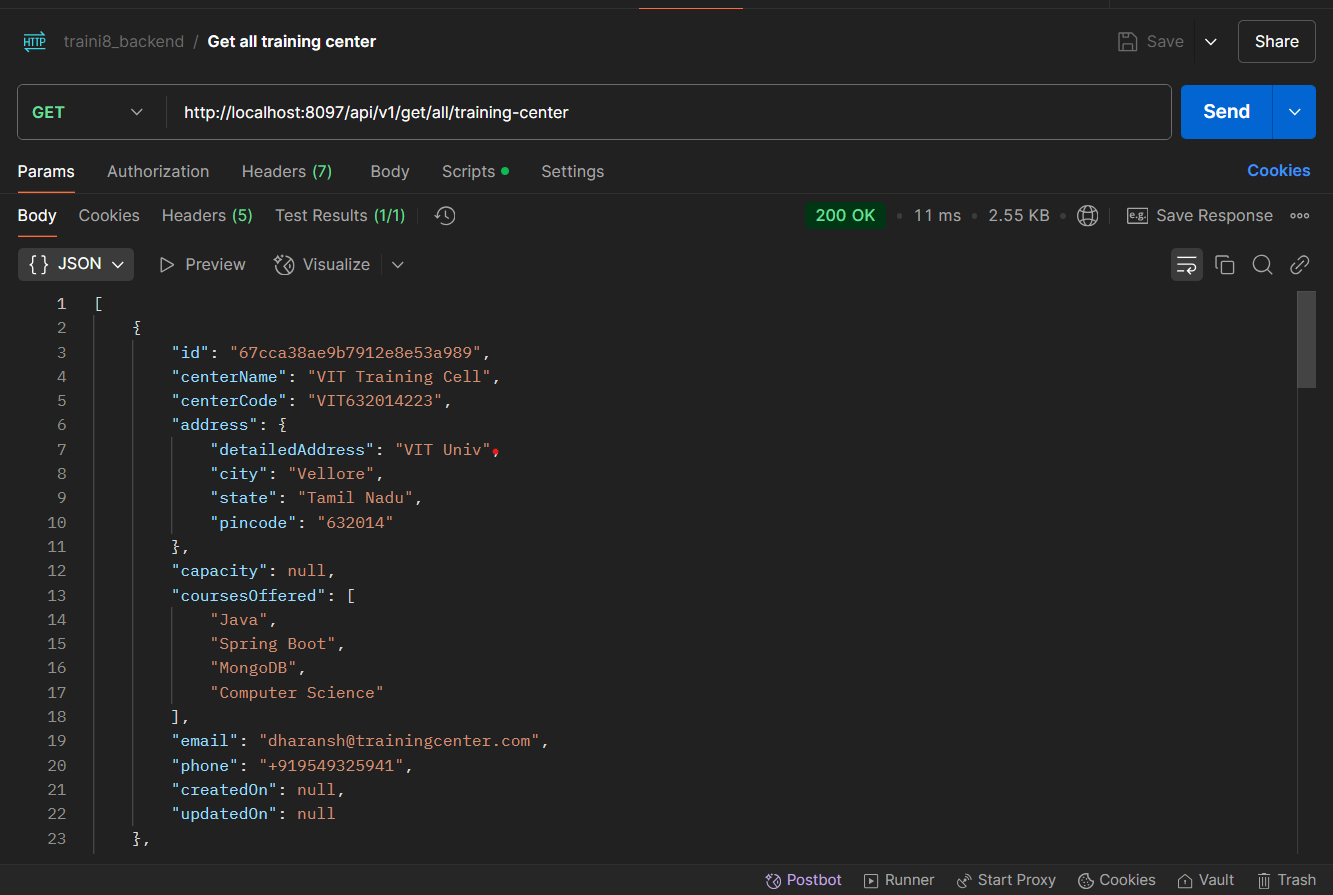 HTTP traini8_backend / Get all training center Save Share
GET http://localhost:8097/api/v1/get/all/training-center Send
Params Authorization Headers (7) Body Scripts Settings Cookies
Body Cookies Headers (5) Test Results (1/1) 200 OK 11 ms 2.55 KB e.g. Save Response
{} JSON Preview Visualize
1 [
2 {
3 "id": "67cca38ae9b7912e8e53a989",
4 "centerName": "VIT Training Cell",
5 "centerCode": "VIT632014223",
6 "address": {
7 "detailedAddress": "VIT Univ",
8 "city": "Vellore",
9 "state": "Tamil Nadu",
10 "pincode": "632014"
11 },
12 "capacity": null,
13 "coursesOffered": [
14 "Java",
15 "Spring Boot",
16 "MongoDB",
17 "Computer Science"
18 ],
19 "email": "dharansh@trainingcenter.com",
20 "phone": "+919549325941",
21 "createdOn": null,
22 "updatedOn": null
23 },
Postbot Runner Start Proxy Cookies Vault Trash